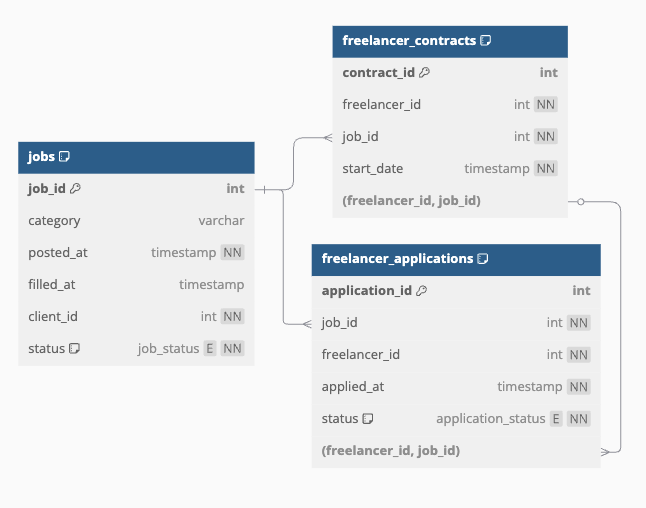 freelancer_contracts
contract_id int
freelancer_id int NN
job_id int NN
start_date timestamp NN
(freelancer_id, job_id)
jobs
job_id int
category varchar
posted_at timestamp NN
filled_at timestamp
client_id int NN
status job_status E NN
freelancer_applications
application_id int
job_id int NN
freelancer_id int NN
applied_at timestamp NN
status application_status E NN
(freelancer_id, job_id)